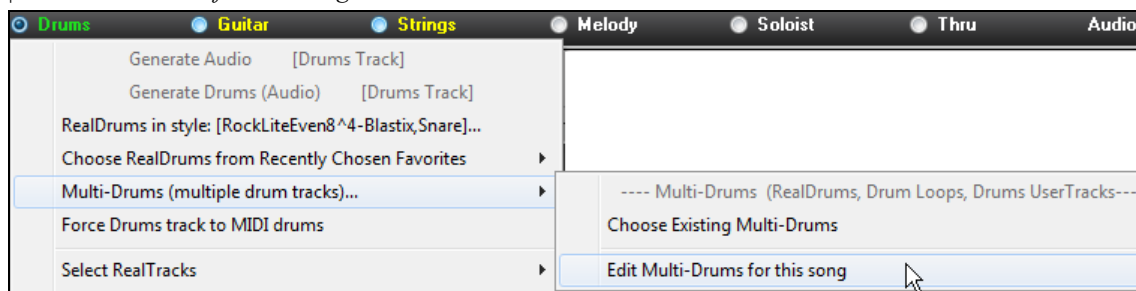 Drums Guitar Strings Melody Soloist Thru Audio
Generate Audio [Drums Track]
Generate Drums (Audio) [Drums Track]
RealDrums in style: [RockLiteEven8^4-Blastix,Snare]...
Choose RealDrums from Recently Chosen Favorites
Multi-Drums (multiple drum tracks)...
---- Multi-Drums (RealDrums, Drum Loops, Drums UserTracks---
Force Drums track to MIDI drums
Choose Existing Multi-Drums
Select RealTracks
Edit Multi-Drums for this song